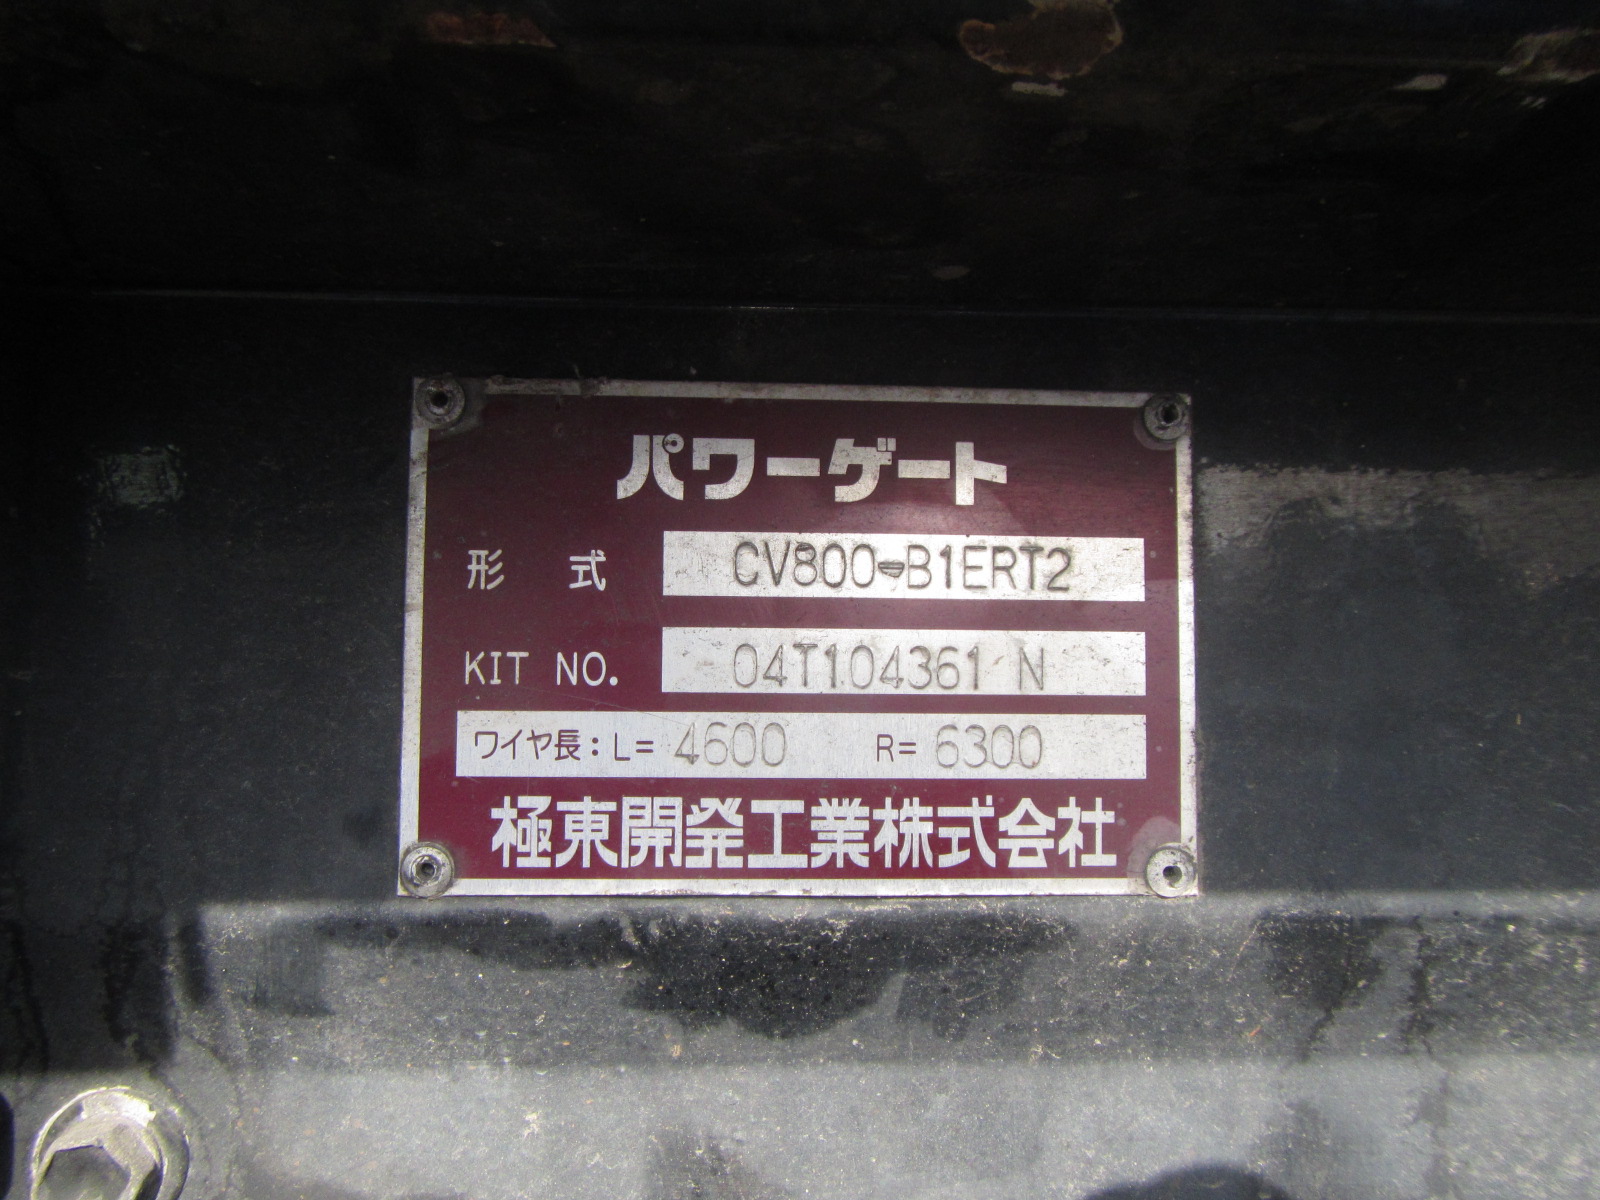 パワーゲート
形 式 CV800-B1ERT2
KIT NO. 04T104361 N
ワイヤ長：L= 4600 R= 6300
極東開発工業株式会社